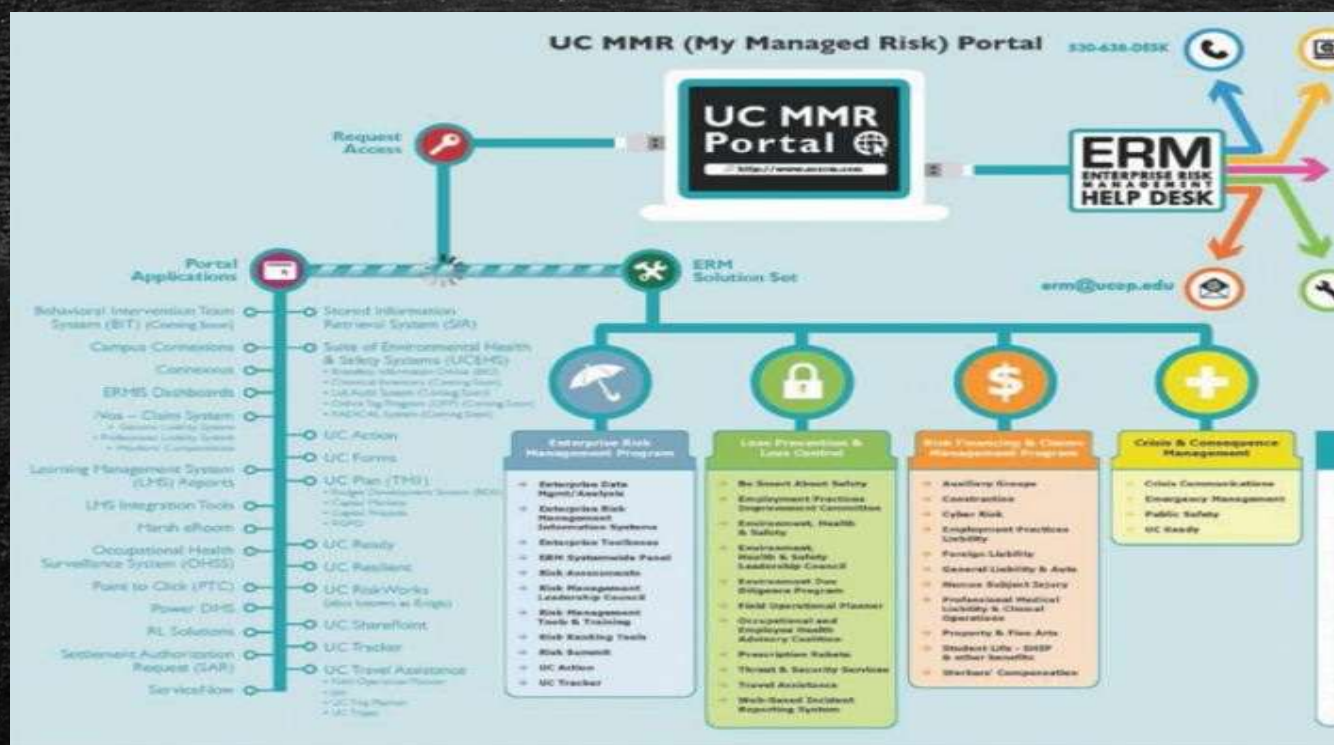 UC MMR (My Managed Risk) Portal
530-638-DESK
Request
Access
UC MMR
Portal
ERM
ENTERPRISE RISK
MANAGEMENT
HELP DESK
erm@ucop.edu
Portal
Applications
ERM
Solution Set
Behavioral Intervention Team
System (BIT) (Coming Soon)
Campus Connexions
Connexxus
ERMIS Dashboards
iVos – Claim System
Learning Management System
(LMS) Reports
LMS Integration Tools
Marsh eRoom
Occupational Health
Surveillance System (OHSS)
Point to Click (PTC)
Power DMS
RL Solutions
Settlement Authorization
Request (SAR)
ServiceNow
Stored Information
Retrieval System (SIR)
Suite of Environmental Health
& Safety Systems (UCEHS)
UC Action
UC Forms
UC Plan (TM1)
UC Ready
UC Resilient
UC RiskWorks
UC SharePoint
UC Tracker
UC Travel Assistance
Enterprise Risk
Management Program
Enterprise Data
Mgmt/Analysis
Enterprise Risk
Management
Information Systems
Enterprise Toolboxes
ERM Systemwide Panel
Risk Assessments
Risk Management
Leadership Council
Risk Management
Tools & Training
Risk Ranking Tools
Risk Summit
UC Action
UC Tracker
Loss Prevention &
Loss Control
Be Smart About Safety
Employment Practices
Improvement Committee
Environment, Health
& Safety
Environment,
Health & Safety
Leadership Council
Environment Due
Diligence Program
Field Operational Planner
Occupational and
Employee Health
Advisory Coalition
Prescription Rebate
Threat & Security Services
Travel Assistance
Web-Based Incident
Reporting System
Risk Financing & Claims
Management Program
Auxiliary Groups
Construction
Cyber Risk
Employment Practices
Liability
Foreign Liability
General Liability & Auto
Human Subject Injury
Professional Medical
Liability & Clinical
Operations
Property & Fine Arts
Student Life - SHIP
& other benefits
Workers' Compensation
Crisis & Consequence
Management
Crisis Communications
Emergency Management
Public Safety
UC Ready